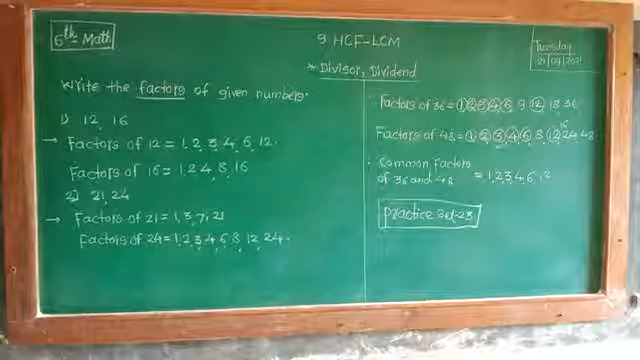 6th Math
9 HCF-LCM
Tuesday
21/09/2021
* Divisor, Dividend
Write the factors of given numbers.
1) 12, 16
→ Factors of 12 = 1, 2, 3, 4, 6, 12.
Factors of 16 = 1, 2, 4, 8, 16
2) 21, 24
→ Factors of 21 = 1, 3, 7, 21
Factors of 24 = 1, 2, 3, 4, 6, 8, 12, 24.
Factors of 36 = 1 2 3 4 6 9 12 18 36
Factors of 48 = 1 2 3 4 6 8 12 16 24 48
Common factors
of 36 and 48 = 1, 2, 3, 4, 6, 12
Practice Set-23